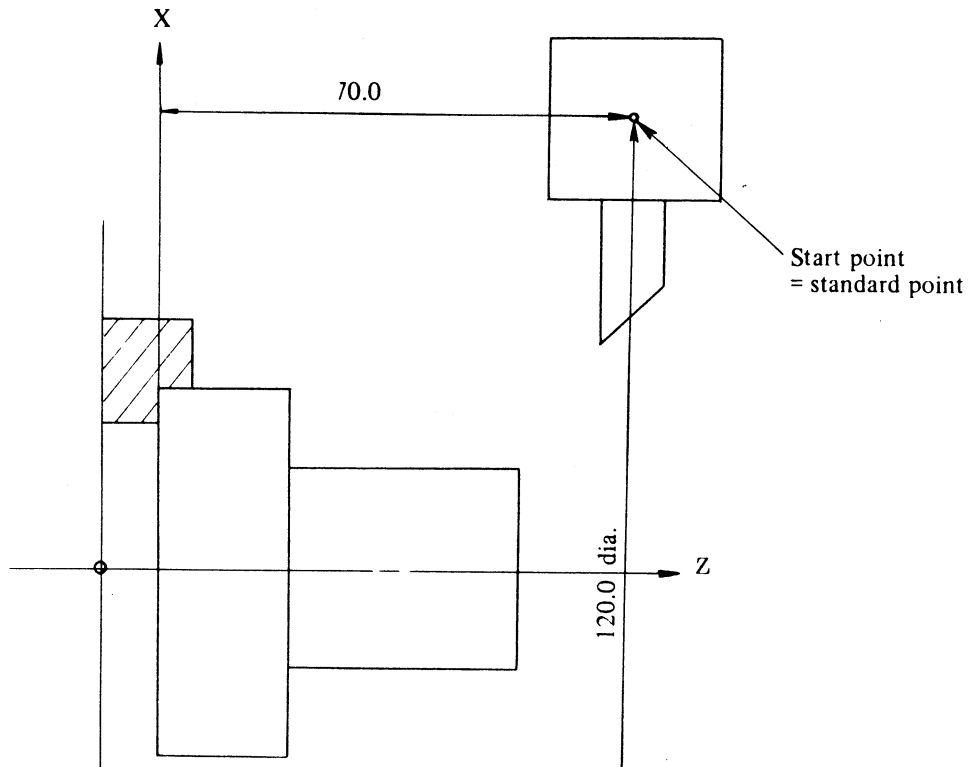 X
70.0
Start point
= standard point
Z
120.0 dia.